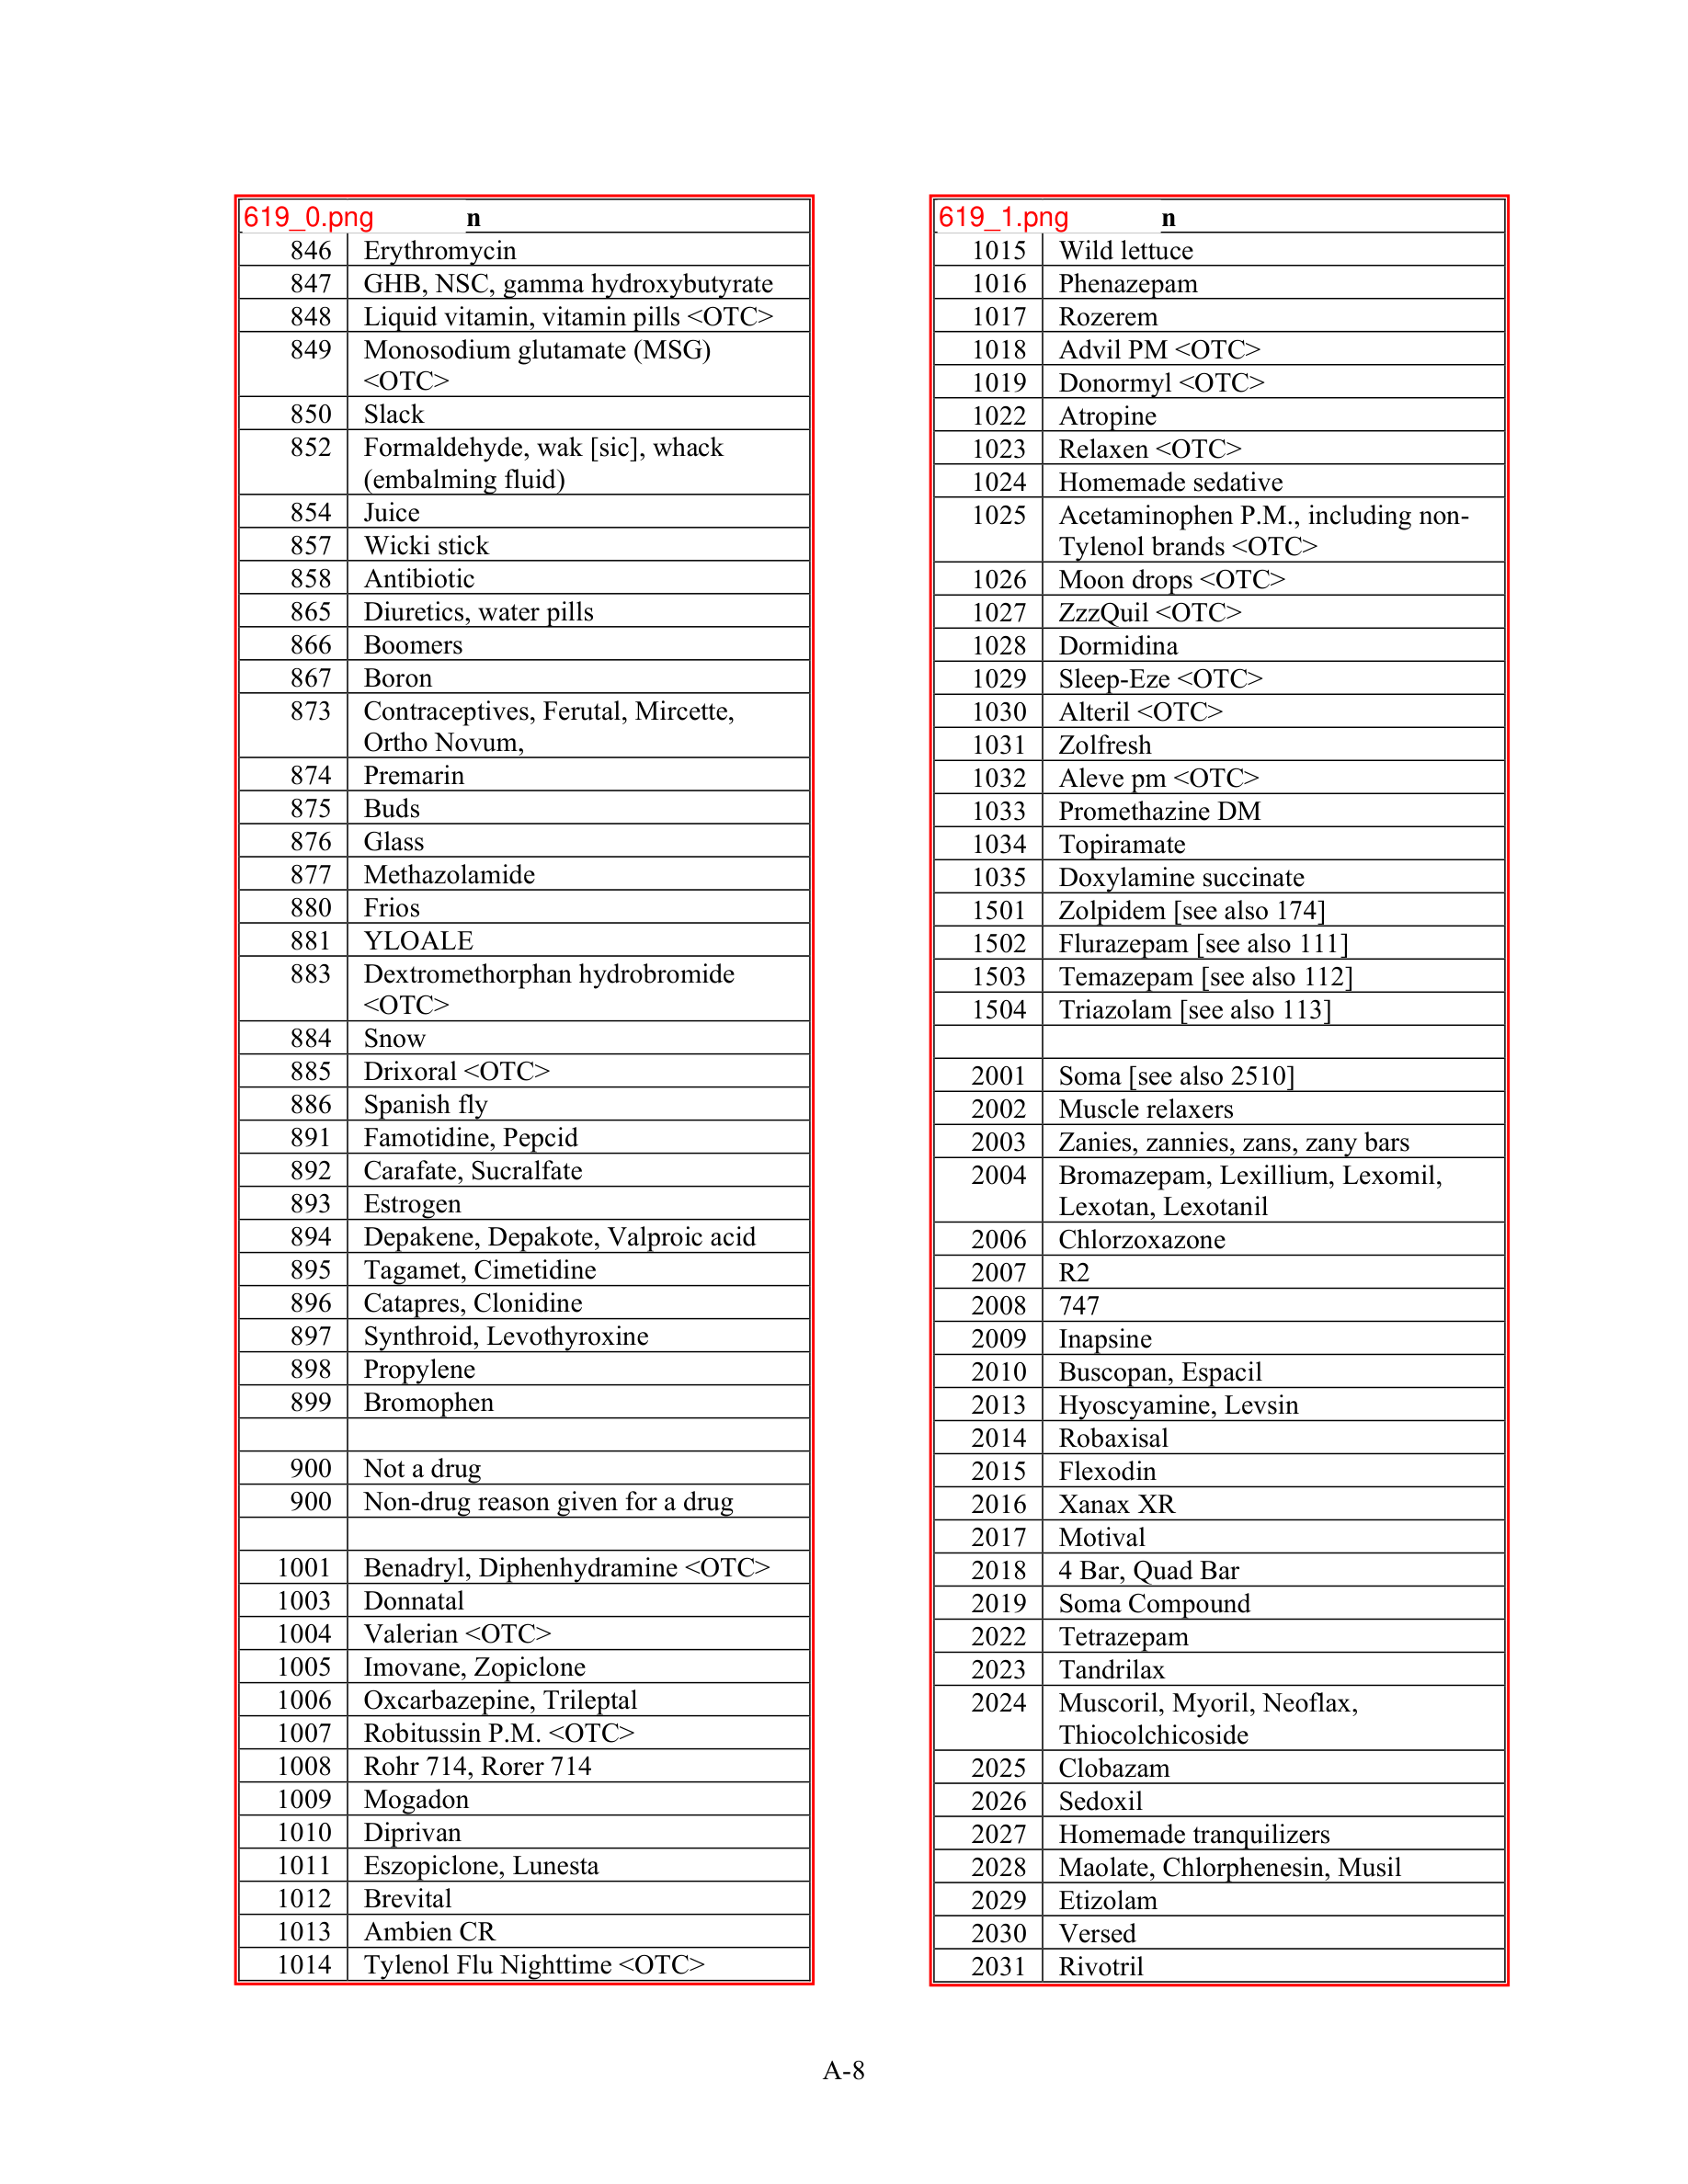 619_0.png n
846 Erythromycin
847 GHB, NSC, gamma hydroxybutyrate
848 Liquid vitamin, vitamin pills <OTC>
849 Monosodium glutamate (MSG)
<OTC>
850 Slack
852 Formaldehyde, wak [sic], whack
(embalming fluid)
854 Juice
857 Wicki stick
858 Antibiotic
865 Diuretics, water pills
866 Boomers
867 Boron
873 Contraceptives, Ferutal, Mircette,
Ortho Novum,
874 Premarin
875 Buds
876 Glass
877 Methazolamide
880 Frios
881 YLOALE
883 Dextromethorphan hydrobromide
<OTC>
884 Snow
885 Drixoral <OTC>
886 Spanish fly
891 Famotidine, Pepcid
892 Carafate, Sucralfate
893 Estrogen
894 Depakene, Depakote, Valproic acid
895 Tagamet, Cimetidine
896 Catapres, Clonidine
897 Synthroid, Levothyroxine
898 Propylene
899 Bromophen
900 Not a drug
900 Non-drug reason given for a drug
1001 Benadryl, Diphenhydramine <OTC>
1003 Donnatal
1004 Valerian <OTC>
1005 Imovane, Zopiclone
1006 Oxcarbazepine, Trileptal
1007 Robitussin P.M. <OTC>
1008 Rohr 714, Rorer 714
1009 Mogadon
1010 Diprivan
1011 Eszopiclone, Lunesta
1012 Brevital
1013 Ambien CR
1014 Tylenol Flu Nighttime <OTC>
619_1.png n
1015 Wild lettuce
1016 Phenazepam
1017 Rozerem
1018 Advil PM <OTC>
1019 Donormyl <OTC>
1022 Atropine
1023 Relaxen <OTC>
1024 Homemade sedative
1025 Acetaminophen P.M., including non-
Tylenol brands <OTC>
1026 Moon drops <OTC>
1027 ZzzQuil <OTC>
1028 Dormidina
1029 Sleep-Eze <OTC>
1030 Alteril <OTC>
1031 Zolfresh
1032 Aleve pm <OTC>
1033 Promethazine DM
1034 Topiramate
1035 Doxylamine succinate
1501 Zolpidem [see also 174]
1502 Flurazepam [see also 111]
1503 Temazepam [see also 112]
1504 Triazolam [see also 113]
2001 Soma [see also 2510]
2002 Muscle relaxers
2003 Zanies, zannies, zans, zany bars
2004 Bromazepam, Lexillium, Lexomil,
Lexotan, Lexotanil
2006 Chlorzoxazone
2007 R2
2008 747
2009 Inapsine
2010 Buscopan, Espacil
2013 Hyoscyamine, Levsin
2014 Robaxisal
2015 Flexodin
2016 Xanax XR
2017 Motival
2018 4 Bar, Quad Bar
2019 Soma Compound
2022 Tetrazepam
2023 Tandrilax
2024 Muscoril, Myoril, Neoflax,
Thiocolchicoside
2025 Clobazam
2026 Sedoxil
2027 Homemade tranquilizers
2028 Maolate, Chlorphenesin, Musil
2029 Etizolam
2030 Versed
2031 Rivotril
A-8